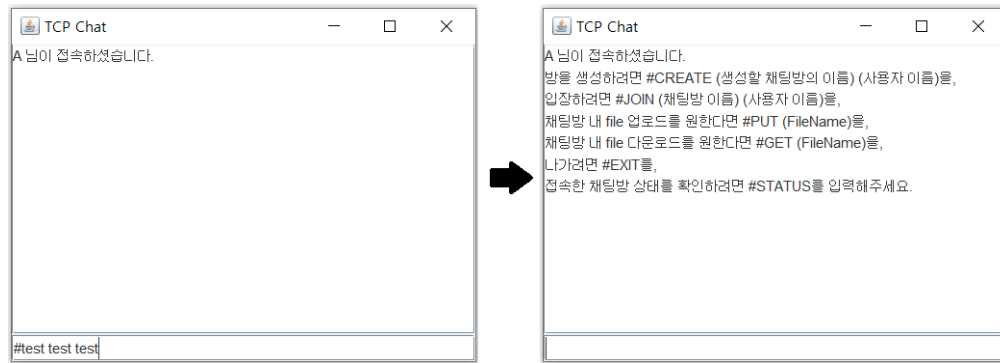 TCP Chat
A 님이 접속하셨습니다.
#test test test
TCP Chat
A 님이 접속하셨습니다.
방을 생성하려면 #CREATE (생성할 채팅방의 이름) (사용자 이름)을,
입장하려면 #JOIN (채팅방 이름) (사용자 이름)을,
채팅방 내 file 업로드를 원한다면 #PUT (FileName)을,
채팅방 내 file 다운로드를 원한다면 #GET (FileName)을,
나가려면 #EXIT를,
접속한 채팅방 상태를 확인하려면 #STATUS를 입력해주세요.